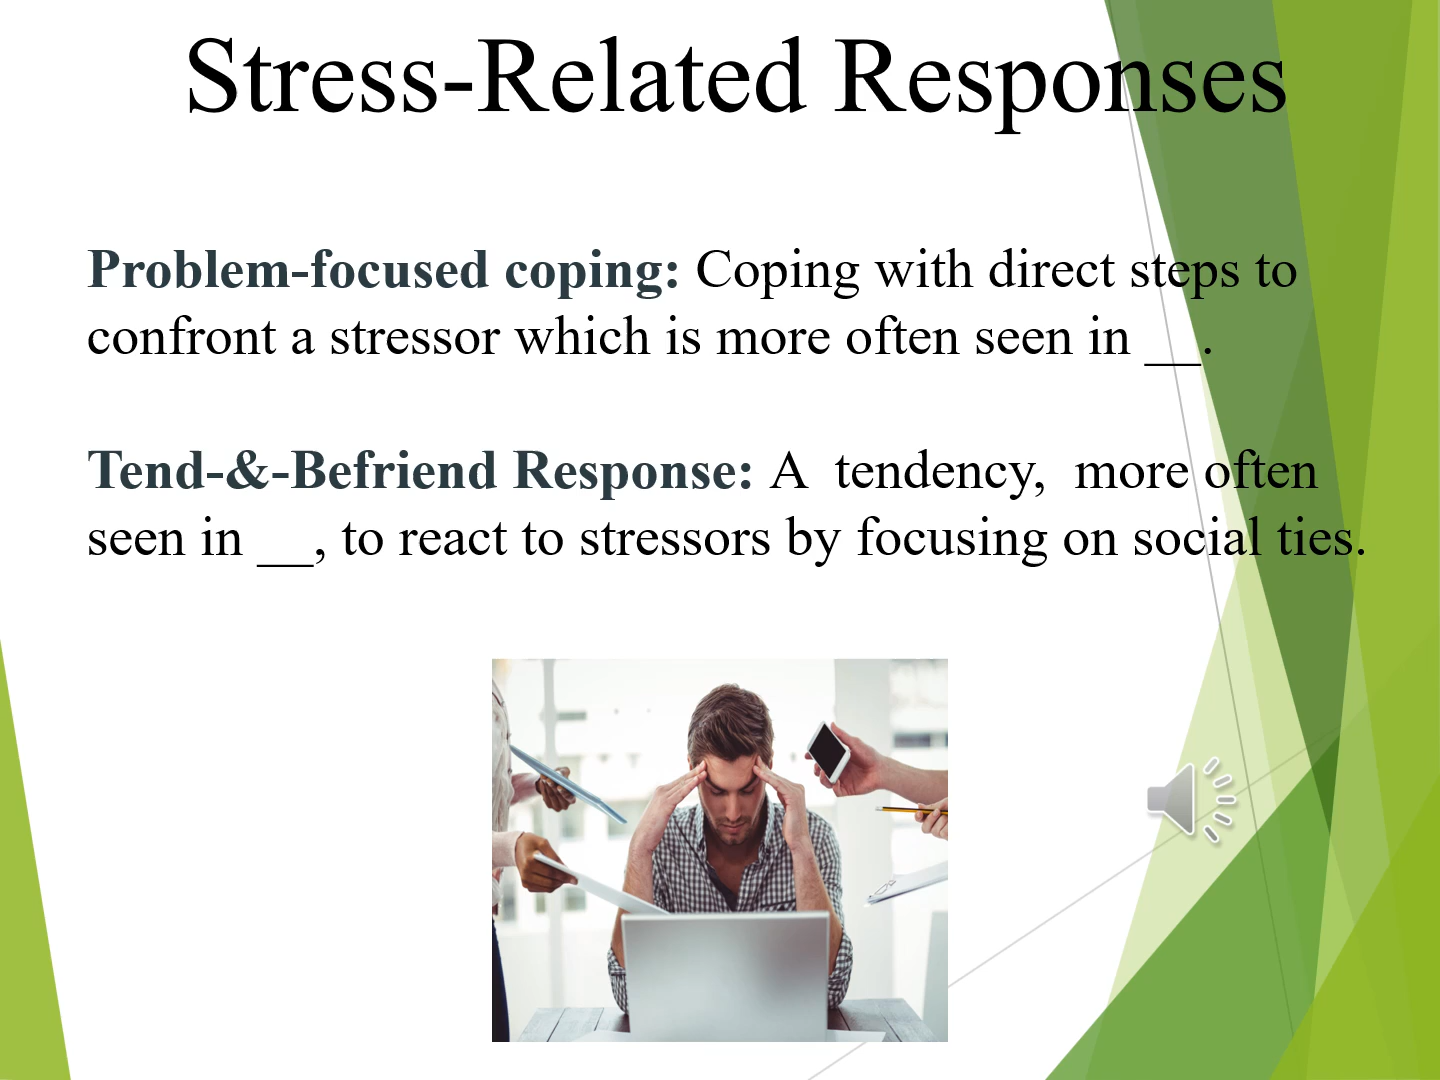 Stress-Related Responses
Problem-focused coping: Coping with direct steps to
confront a stressor which is more often seen in __.
Tend-&-Befriend Response: A tendency, more often
seen in __, to react to stressors by focusing on social ties.